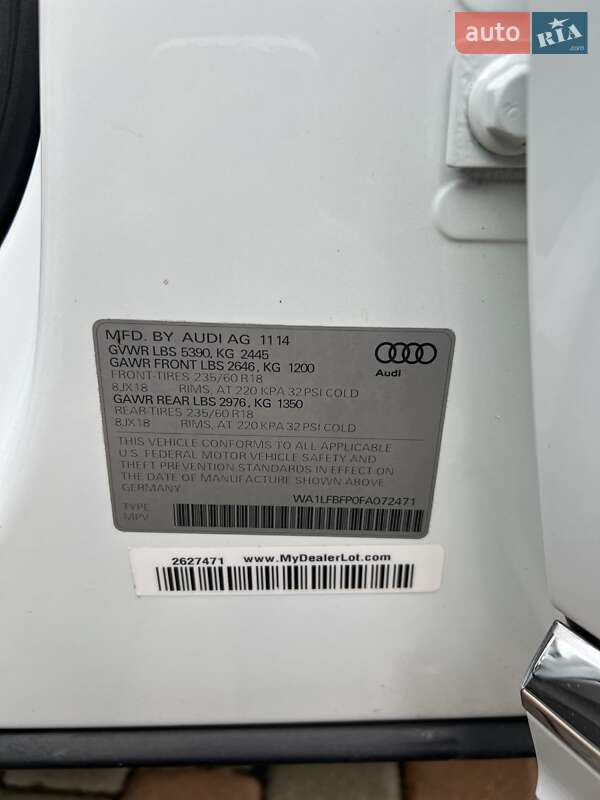 auto RIA .com
MFD. BY AUDI AG 11 14
GVWR LBS 5390, KG 2445
GAWR FRONT LBS 2646, KG 1200
FRONT-TIRES 235/60 R18
8JX18 RIMS, AT 220 KPA 32 PSI COLD
GAWR REAR LBS 2976, KG 1350
REAR-TIRES 235/60 R18
8JX18 RIMS, AT 220 KPA 32 PSI COLD
Audi
THIS VEHICLE CONFORMS TO ALL APPLICABLE
U.S. FEDERAL MOTOR VEHICLE SAFETY AND
THEFT PREVENTION STANDARDS IN EFFECT ON
THE DATE OF MANUFACTURE SHOWN ABOVE
GERMANY WA1LFBFP0FA072471
TYPE
MPV
2627471 www.MyDealerLot.com